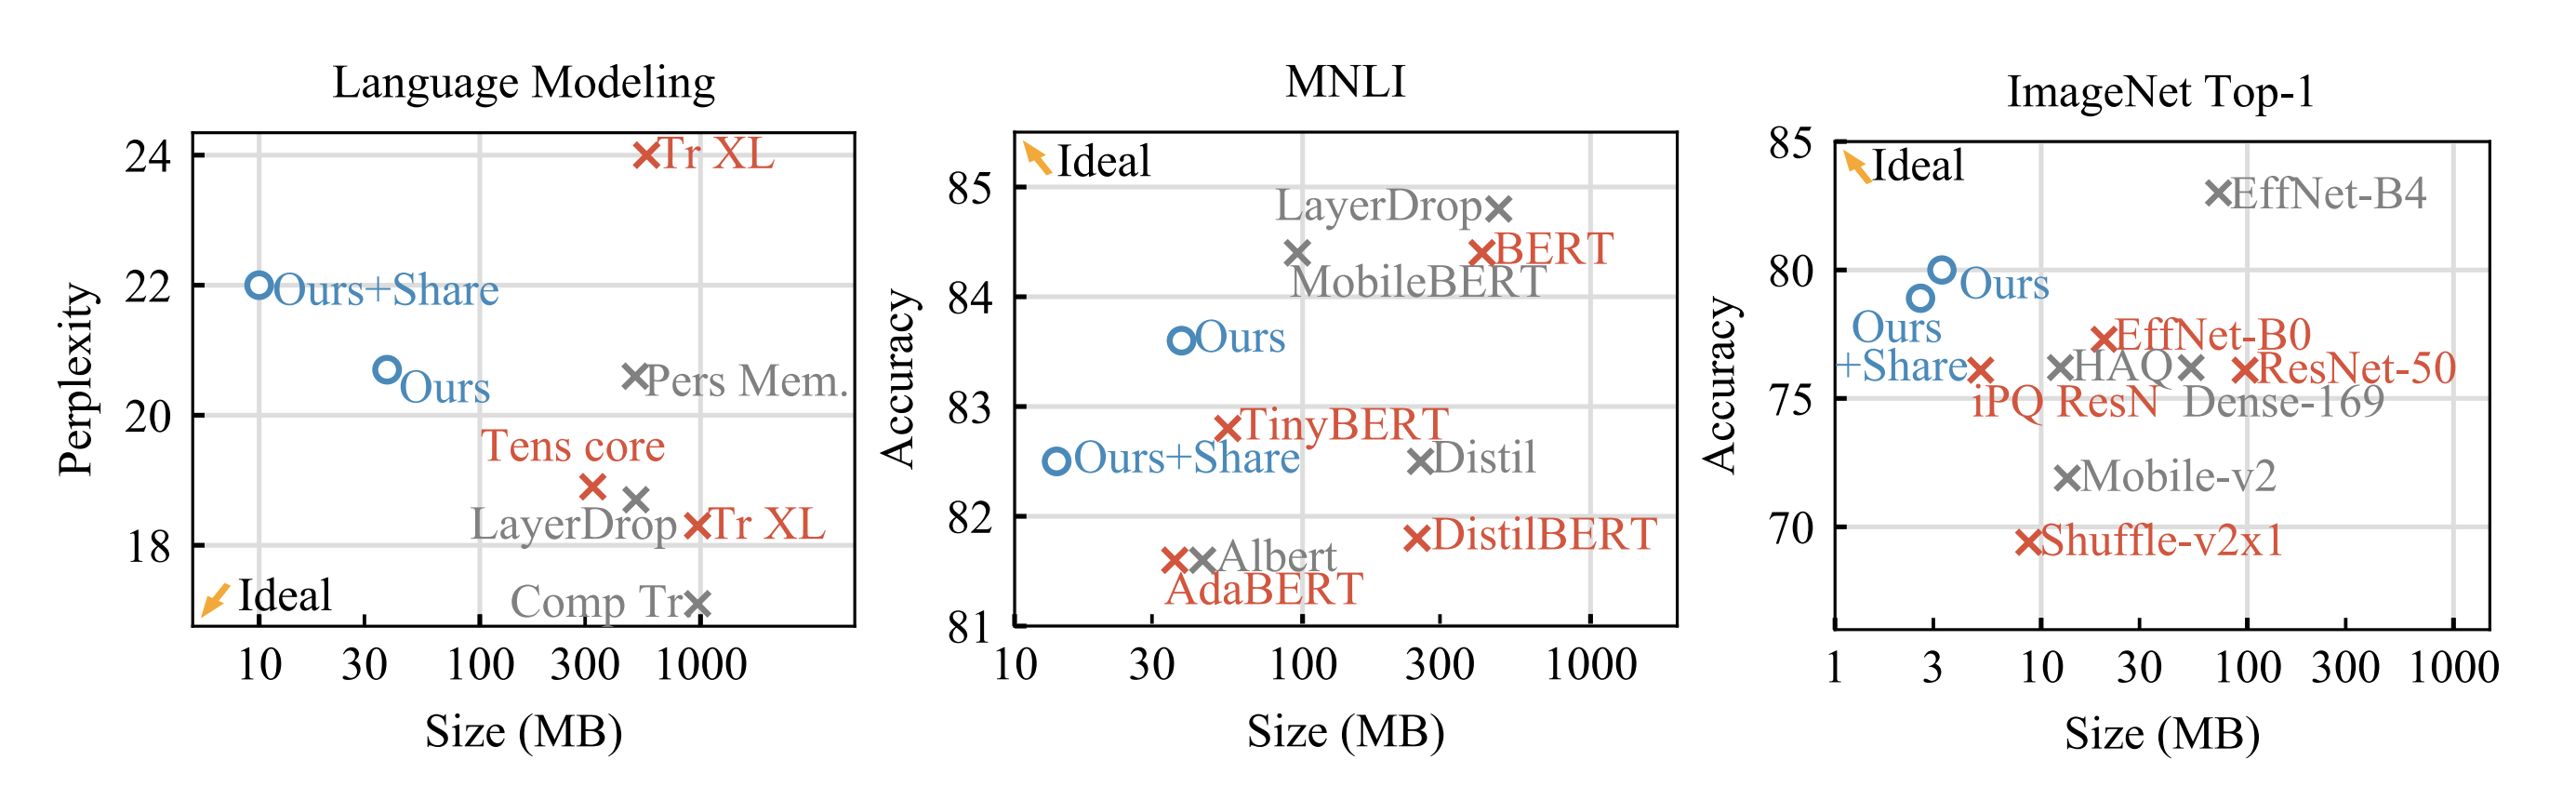 Language Modeling
24
22
20
18
Perplexity
Tr XL
Ours+Share
Ours
Pers Mem.
Tens core
LayerDrop
Tr XL
Comp Tr
Ideal
10 30 100 300 1000
Size (MB)
MNLI
85
84
83
82
81
Accuracy
Ideal
LayerDrop
BERT
MobileBERT
Ours
TinyBERT
Ours+Share
Distil
DistilBERT
Albert
AdaBERT
10 30 100 300 1000
Size (MB)
ImageNet Top-1
85
80
75
70
Accuracy
Ideal
EffNet-B4
Ours
Ours
+Share
EffNet-B0
HAQ
ResNet-50
iPQ ResN
Dense-169
Mobile-v2
Shuffle-v2x1
1 3 10 30 100 300 1000
Size (MB)